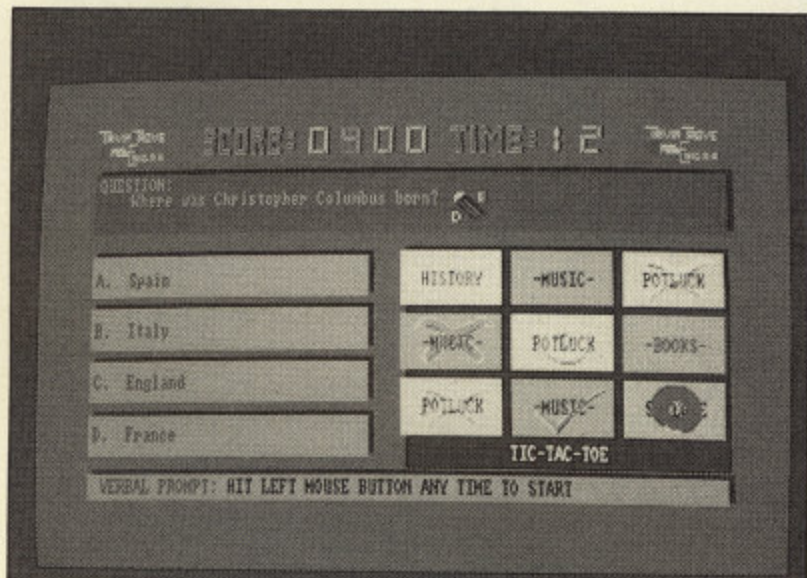 SCORE: 0400 TIME: 12
QUESTION:
Where was Christopher Columbus born?
A. Spain
B. Italy
C. England
D. France
HISTORY -MUSIC- POTLUCK
-MUSIC- POTLUCK -BOOKS-
POTLUCK -MUSIC-
TIC-TAC-TOE
VERBAL PROMPT: HIT LEFT MOUSE BUTTON ANY TIME TO START